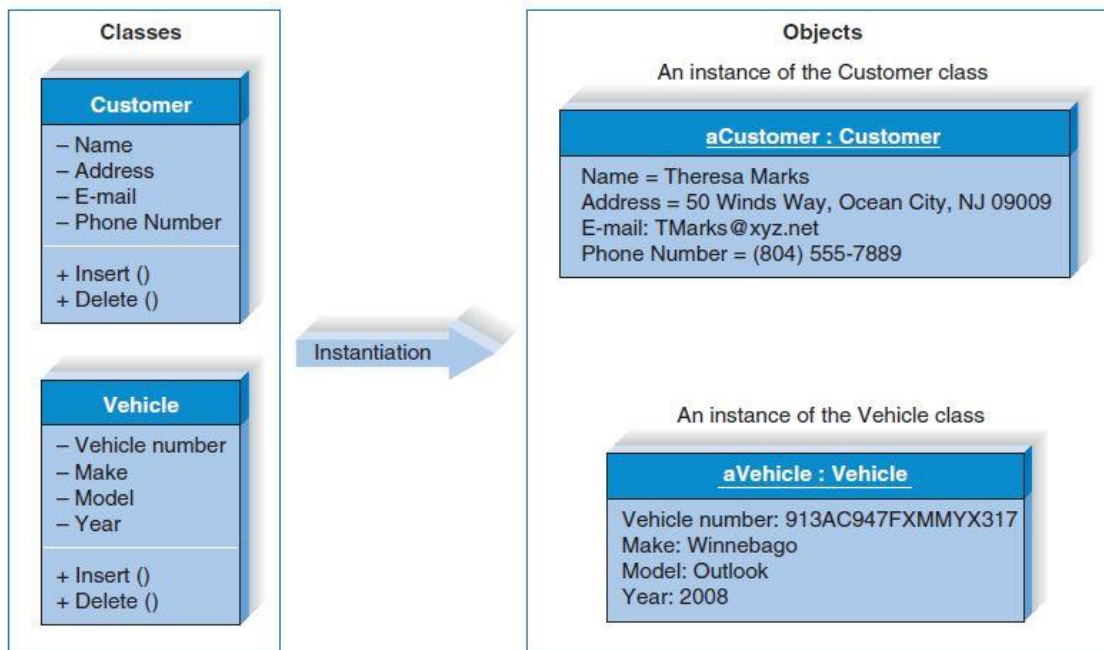 Classes
Customer
– Name
– Address
– E-mail
– Phone Number
+ Insert ()
+ Delete ()
Vehicle
– Vehicle number
– Make
– Model
– Year
+ Insert ()
+ Delete ()
Instantiation
Objects
An instance of the Customer class
aCustomer : Customer
Name = Theresa Marks
Address = 50 Winds Way, Ocean City, NJ 09009
E-mail: TMarks@xyz.net
Phone Number = (804) 555-7889
An instance of the Vehicle class
aVehicle : Vehicle
Vehicle number: 913AC947FXMMYX317
Make: Winnebago
Model: Outlook
Year: 2008